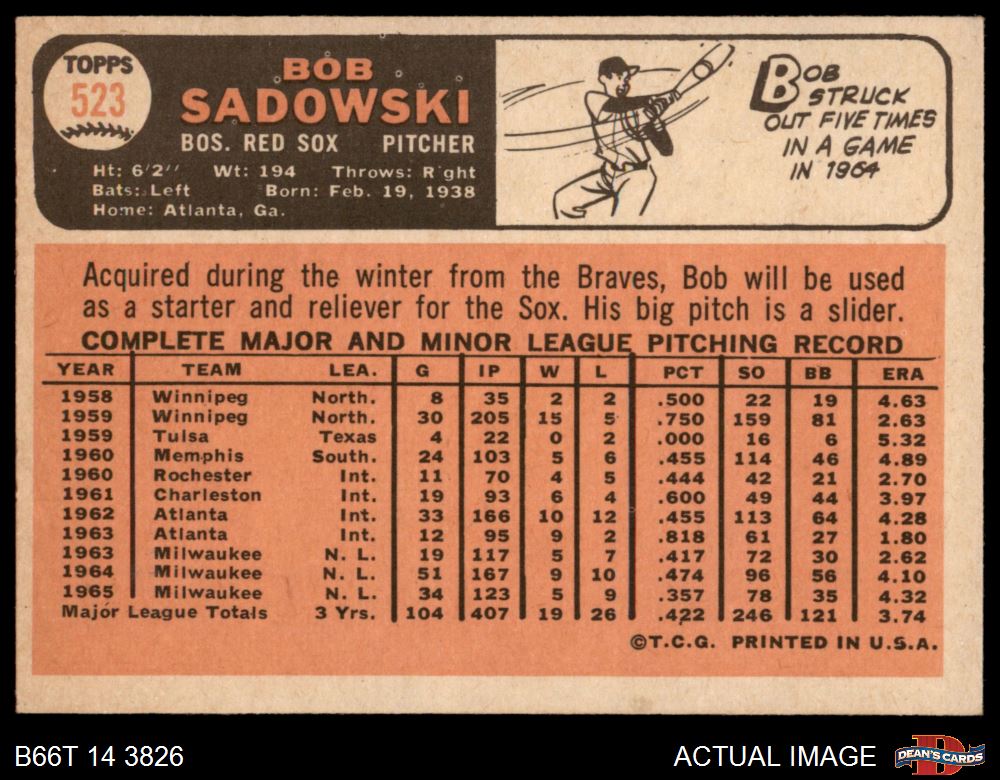 TOPPS
523
BOB
SADOWSKI
BOS. RED SOX PITCHER
Ht: 6'2'' Wt: 194 Throws: Right
Bats: Left Born: Feb. 19, 1938
Home: Atlanta, Ga.
BOB
STRUCK
OUT FIVE TIMES
IN A GAME
IN 1964
Acquired during the winter from the Braves, Bob will be used
as a starter and reliever for the Sox. His big pitch is a slider.
COMPLETE MAJOR AND MINOR LEAGUE PITCHING RECORD
YEAR TEAM LEA. G IP W L PCT SO BB ERA
1958 Winnipeg North. 8 35 2 2 .500 22 19 4.63
1959 Winnipeg North. 30 205 15 5 .750 159 81 2.63
1959 Tulsa Texas 4 22 0 2 .000 16 6 5.32
1960 Memphis South. 24 103 5 6 .455 114 46 4.89
1960 Rochester Int. 11 70 4 5 .444 42 21 2.70
1961 Charleston Int. 19 93 6 4 .600 49 44 3.97
1962 Atlanta Int. 33 166 10 12 .455 113 64 4.28
1963 Atlanta Int. 12 95 9 2 .818 61 27 1.80
1963 Milwaukee N. L. 19 117 5 7 .417 72 30 2.62
1964 Milwaukee N. L. 51 167 9 10 .474 96 56 4.10
1965 Milwaukee N. L. 34 123 5 9 .357 78 35 4.32
Major League Totals 3 Yrs. 104 407 19 26 .422 246 121 3.74
©T.C.G. PRINTED IN U.S.A.
B66T 14 3826 ACTUAL IMAGE
DEAN'S CARDS